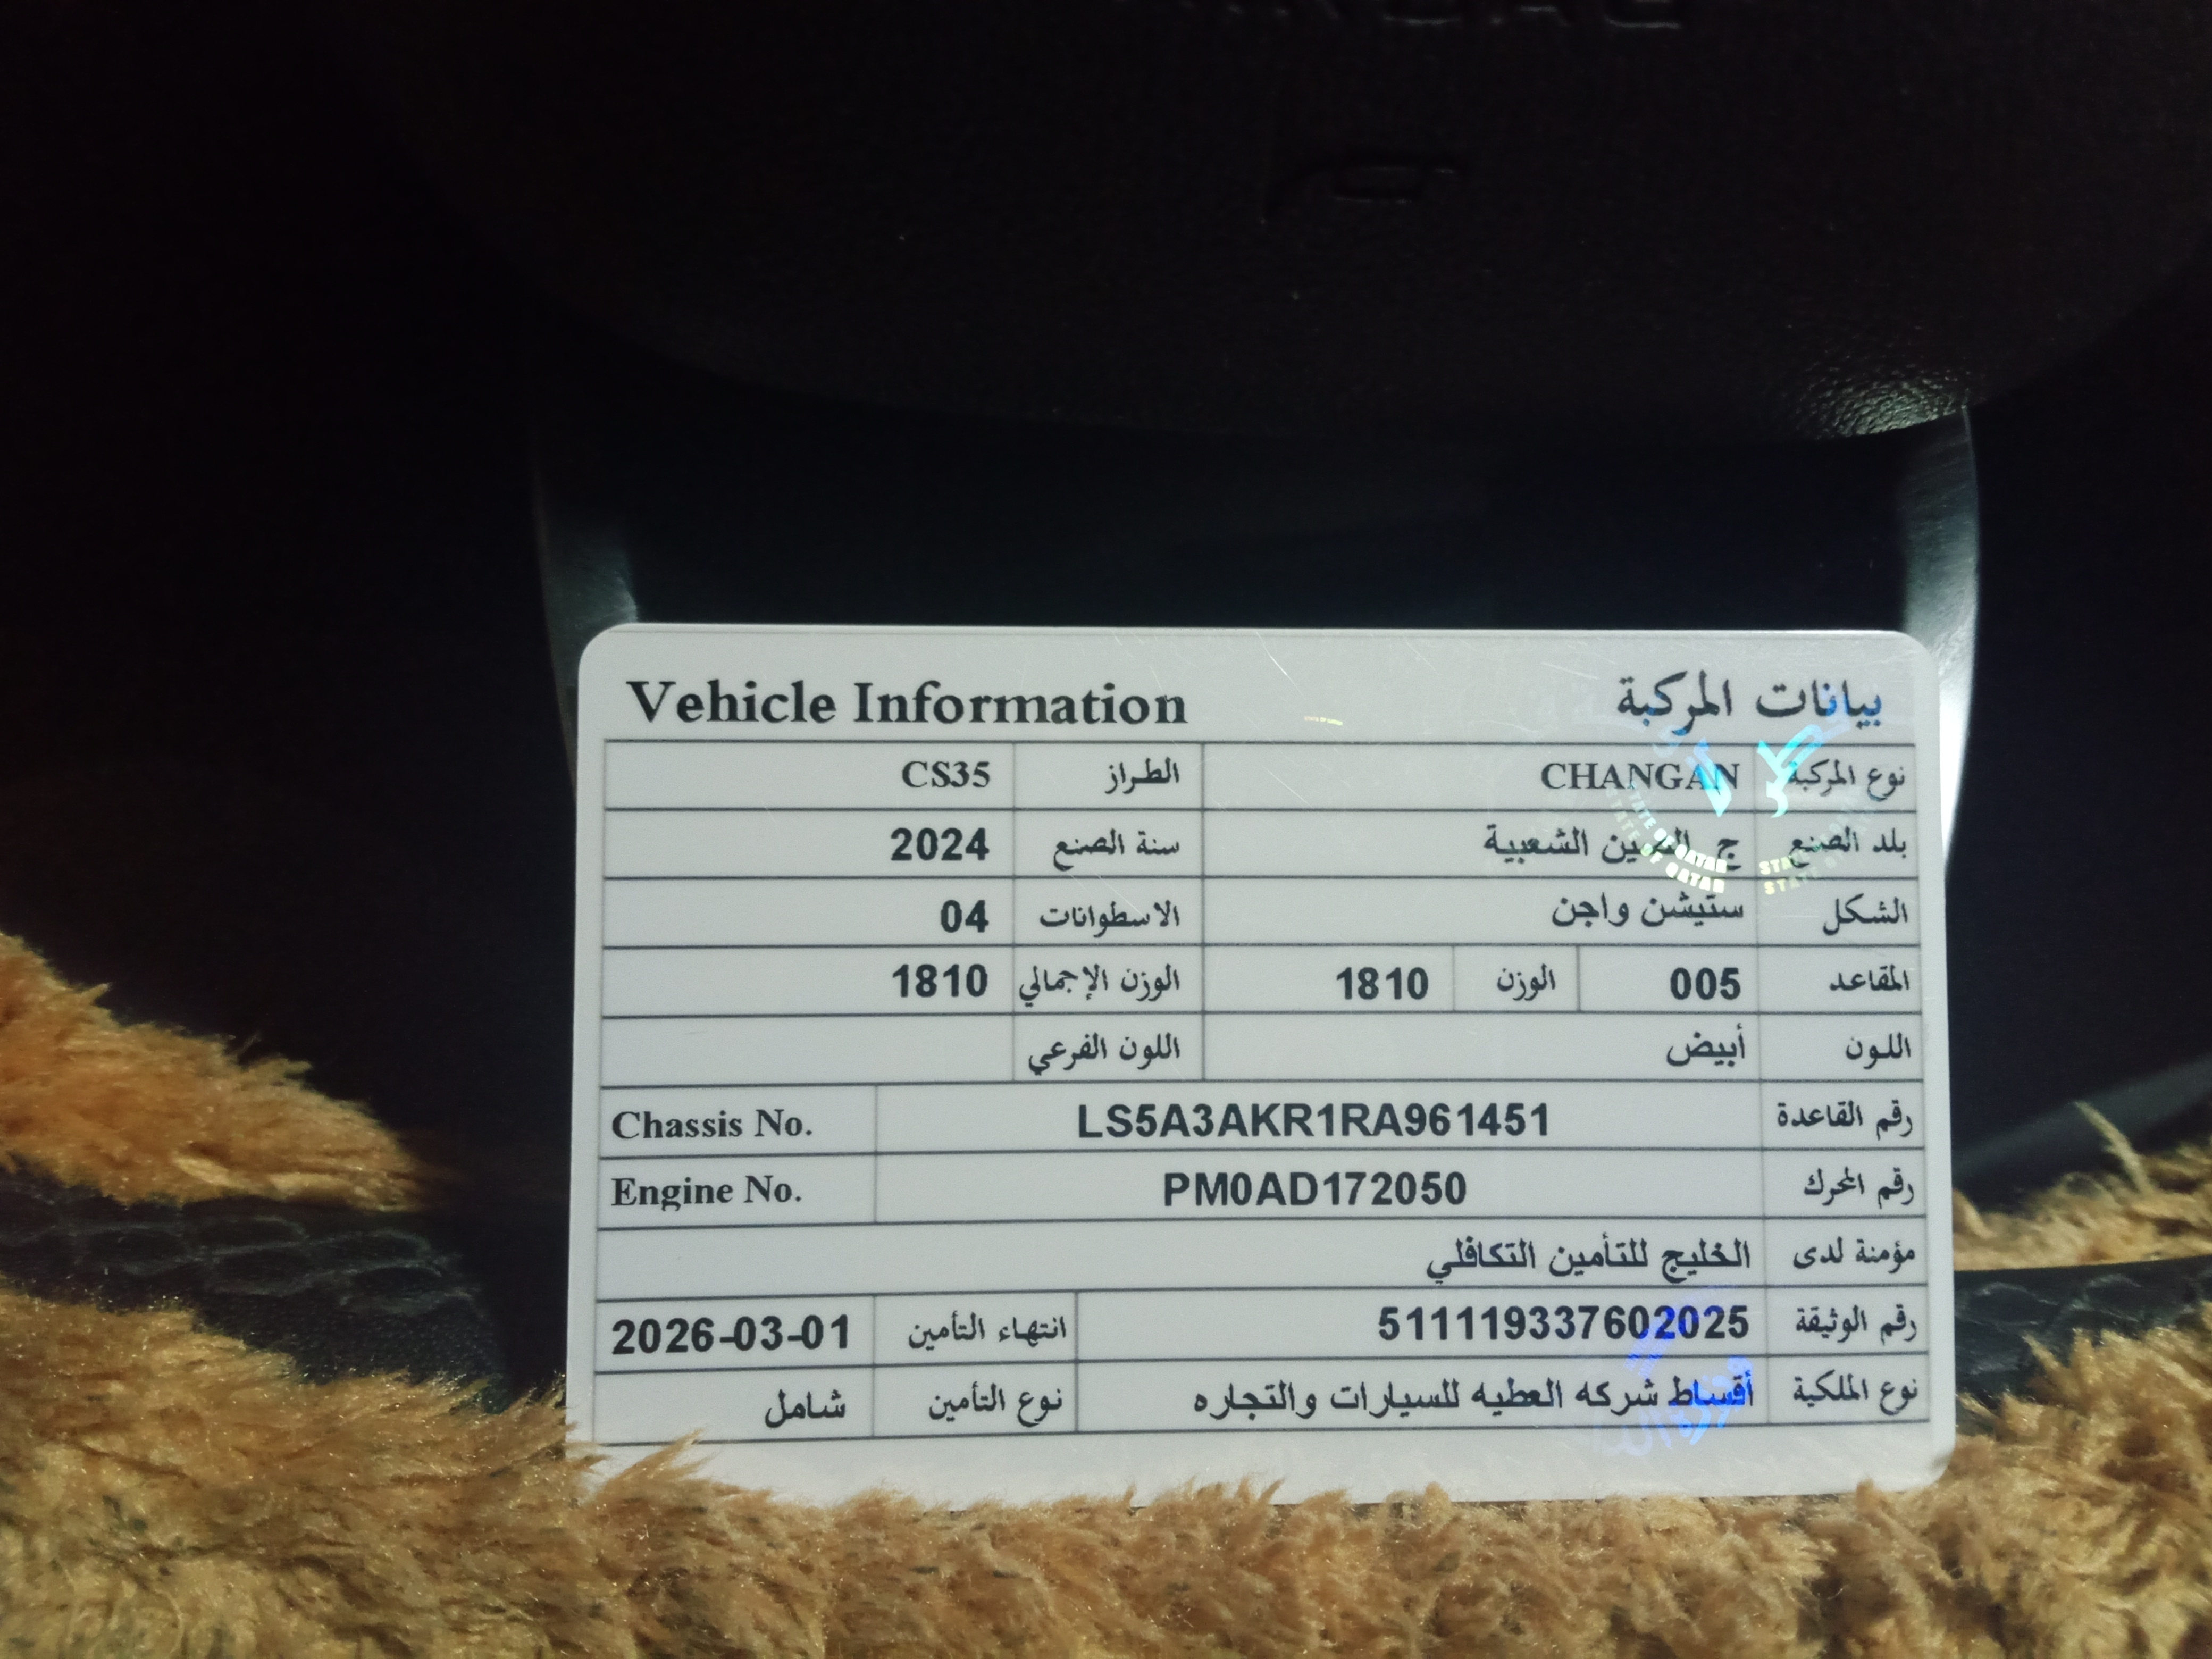 Vehicle Information بيانات المركبة
نوع المركبة CHANGAN الطراز CS35
بلد الصنع ج الصين الشعبية سنة الصنع 2024
الشكل ستيشن واجن الاسطوانات 04
المقاعد 005 الوزن 1810 الوزن الإجمالي 1810
اللون أبيض اللون الفرعي
Chassis No. LS5A3AKR1RA961451 رقم القاعدة
Engine No. PM0AD172050 رقم المحرك
مؤمنة لدى الخليج للتأمين التكافلي
رقم الوثيقة 511119337602025 انتهاء التأمين 2026-03-01
نوع الملكية أقساط شركه العطيه للسيارات والتجاره نوع التأمين شامل
STATE OF QATAR